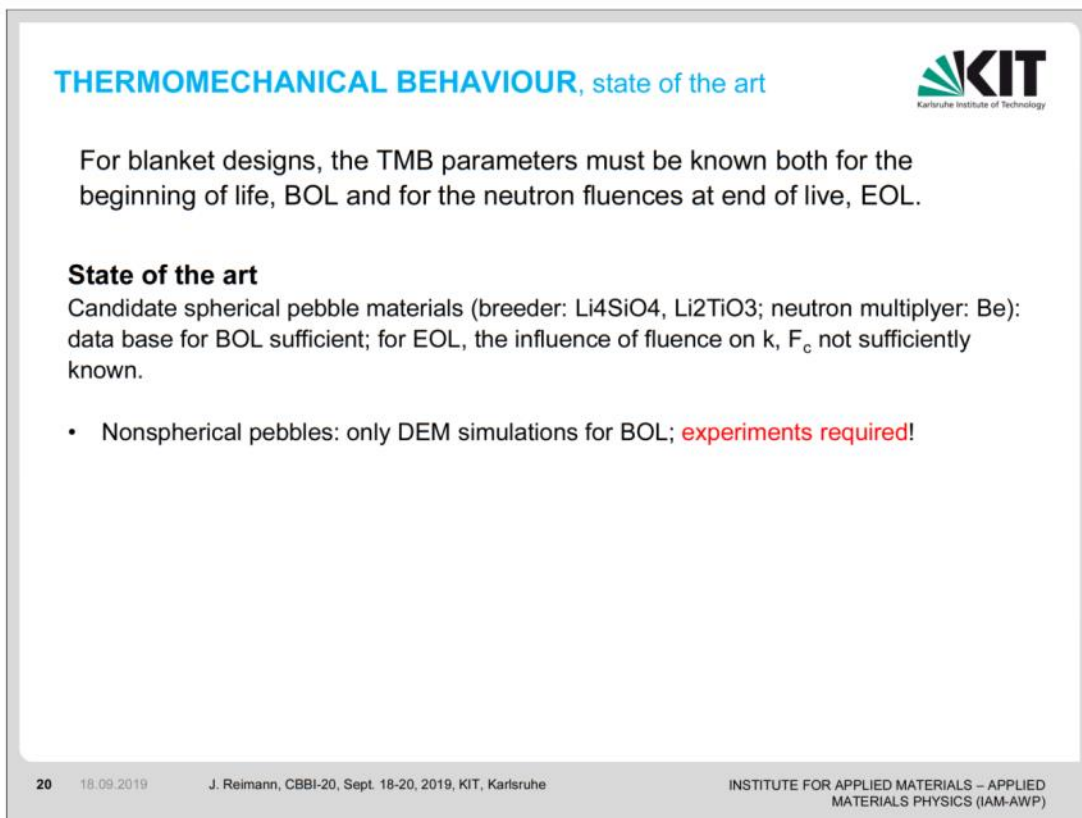 THERMOMECHANICAL BEHAVIOUR, state of the art
KIT
Karlsruhe Institute of Technology
For blanket designs, the TMB parameters must be known both for the
beginning of life, BOL and for the neutron fluences at end of live, EOL.
State of the art
Candidate spherical pebble materials (breeder: Li4SiO4, Li2TiO3; neutron multiplyer: Be):
data base for BOL sufficient; for EOL, the influence of fluence on k, Fc not sufficiently
known.
• Nonspherical pebbles: only DEM simulations for BOL; experiments required!
20 18.09.2019 J. Reimann, CBBI-20, Sept. 18-20, 2019, KIT, Karlsruhe
INSTITUTE FOR APPLIED MATERIALS – APPLIED
MATERIALS PHYSICS (IAM-AWP)